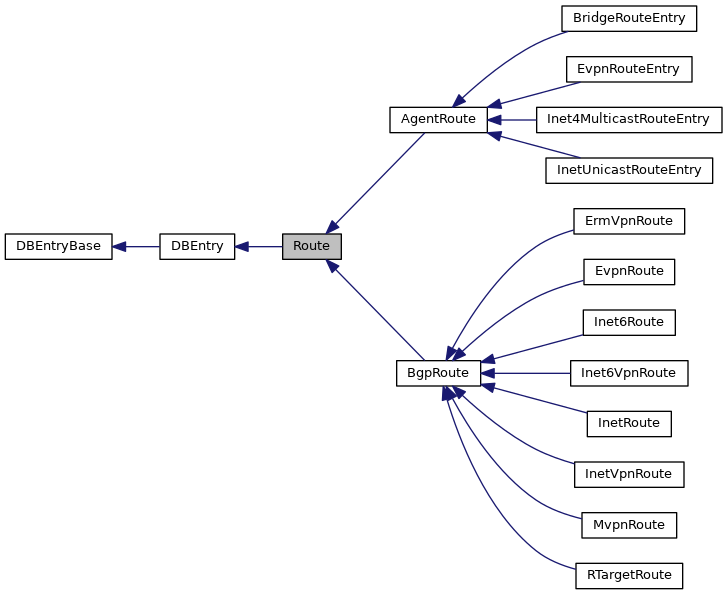 BridgeRouteEntry
EvpnRouteEntry
AgentRoute
Inet4MulticastRouteEntry
InetUnicastRouteEntry
ErmVpnRoute
DBEntryBase
DBEntry
Route
EvpnRoute
Inet6Route
BgpRoute
Inet6VpnRoute
InetRoute
InetVpnRoute
MvpnRoute
RTargetRoute